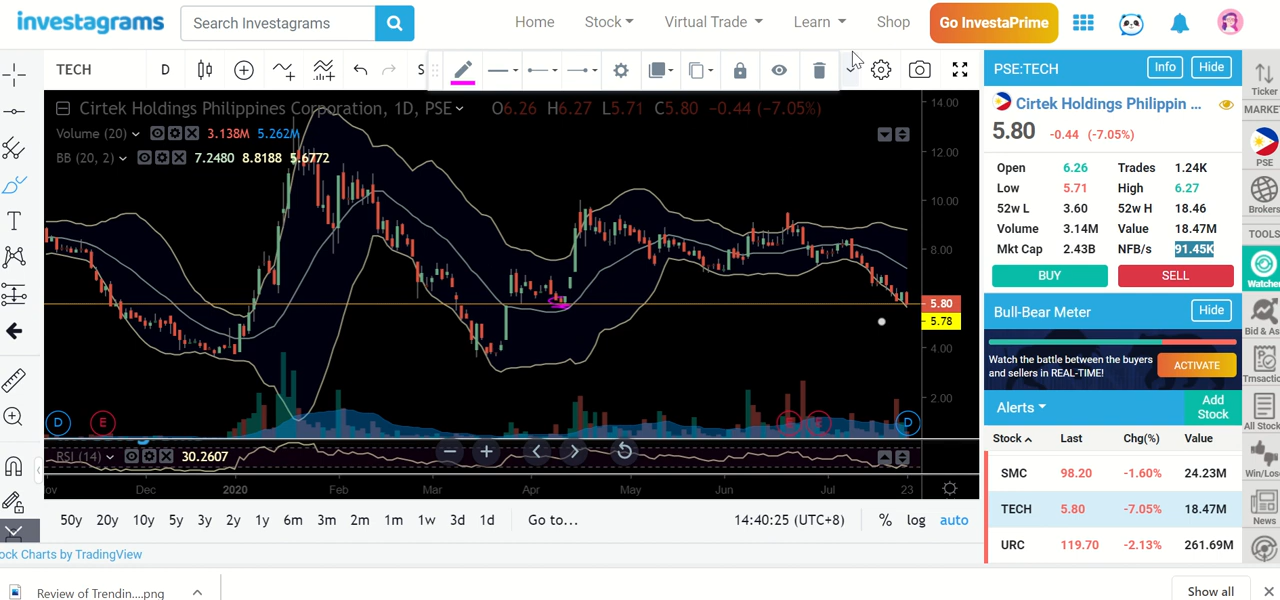 investagrams
Search Investagrams
Home Stock Virtual Trade Learn Shop Go InvestaPrime
TECH D S
Cirtek Holdings Philippines Corporation, 1D, PSE O6.26 H6.27 L5.71 C5.80 -0.44 (-7.05%)
Volume (20) 3.138M 5.262M
BB (20, 2) 7.2480 8.8188 5.6772
14.00
12.00
10.00
8.00
5.80
5.78
4.00
2.00
D E D
RSI (14) 30.2607
ov Dec 2020 Feb Mar Apr May Jun Jul 23
50y 20y 10y 5y 3y 2y 1y 6m 3m 2m 1m 1w 3d 1d Go to... 14:40:25 (UTC+8) % log auto
ock Charts by TradingView
PSE:TECH Info Hide
Cirtek Holdings Philippin ...
5.80 -0.44 (-7.05%)
Open 6.26 Trades 1.24K
Low 5.71 High 6.27
52w L 3.60 52w H 18.46
Volume 3.14M Value 18.47M
Mkt Cap 2.43B NFB/s 91.45K
BUY SELL
Bull-Bear Meter Hide
Watch the battle between the buyers
and sellers in REAL-TIME!
ACTIVATE
Alerts Add
Stock
Stock Last Chg(%) Value
SMC 98.20 -1.60% 24.23M
TECH 5.80 -7.05% 18.47M
URC 119.70 -2.13% 261.69M
Ticker
MARKET
PSE
Brokers
TOOLS
Watche
Bid & As
Trnsactio
All Stock
Win/Lose
News
Review of Trendin....png
Show all